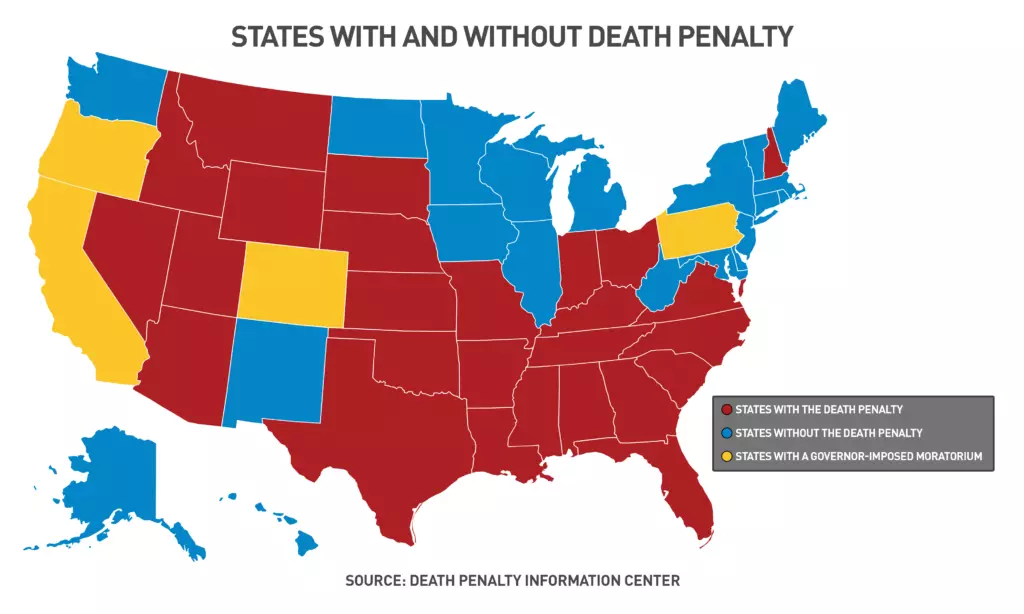 STATES WITH AND WITHOUT DEATH PENALTY
STATES WITH THE DEATH PENALTY
STATES WITHOUT THE DEATH PENALTY
STATES WITH A GOVERNOR-IMPOSED MORATORIUM
SOURCE: DEATH PENALTY INFORMATION CENTER